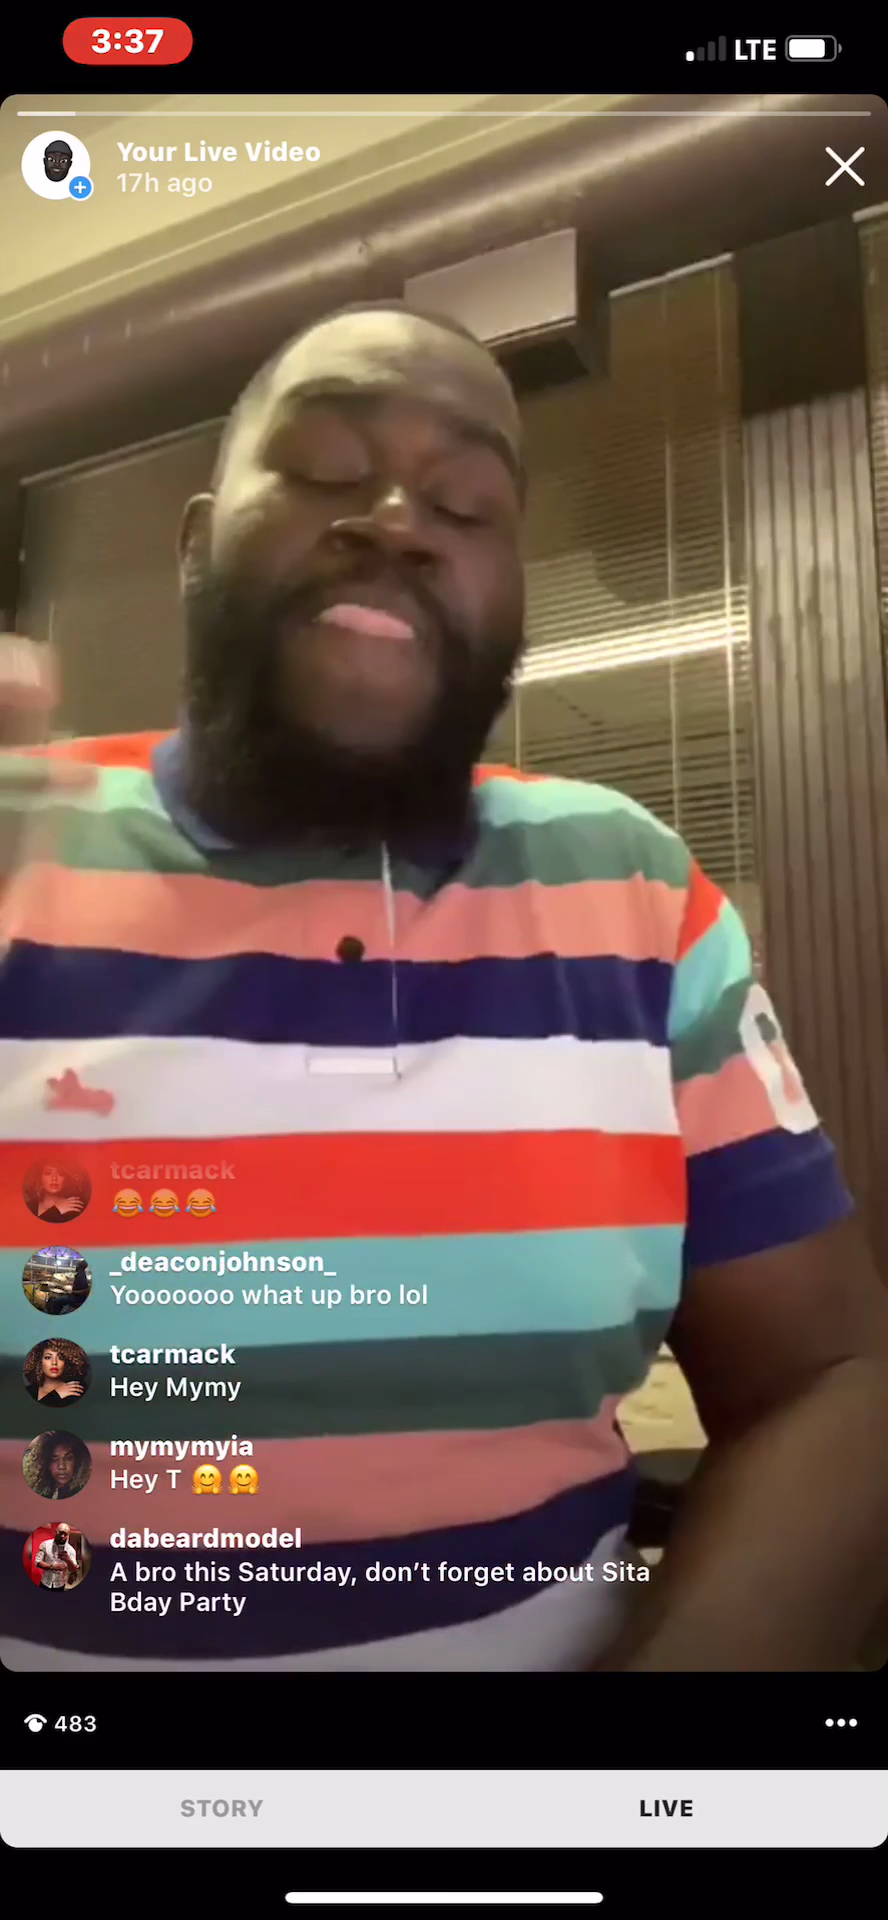 3:37
LTE
Your Live Video
17h ago
tcarmack
😂😂😂
_deaconjohnson_
Yooooooo what up bro lol
tcarmack
Hey Mymy
mymymyia
Hey T 🤗🤗
dabeardmodel
A bro this Saturday, don’t forget about Sita
Bday Party
483
STORY
LIVE